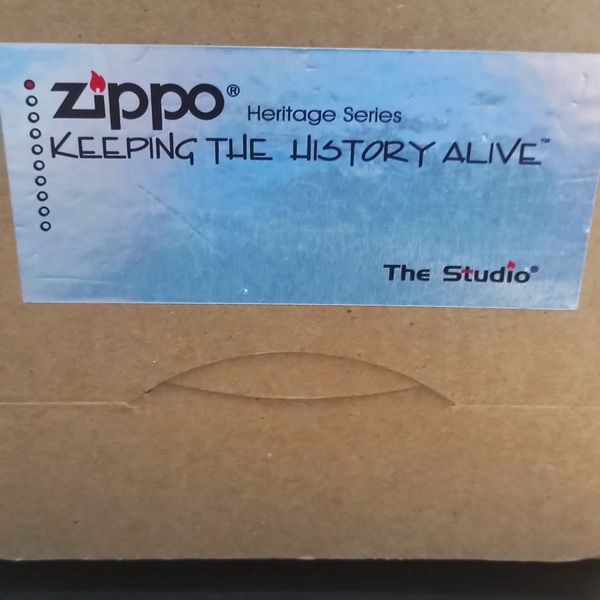 zippo® Heritage Series
KEEPING THE HISTORY ALIVE™
The Studio®